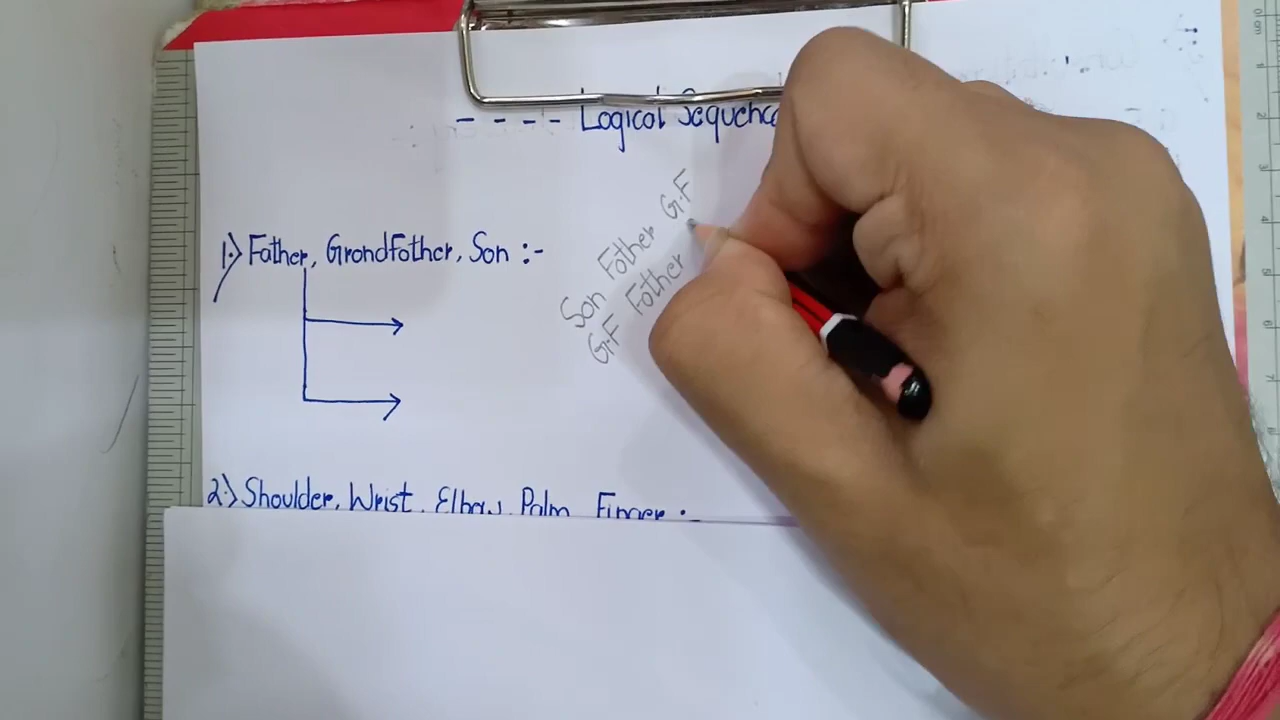 - - - - Logical Sequence
1.) Father, Grandfather, Son :-
Son Father G.F
G.F Father
2.) Shoulder, Wrist, Elbow, Palm Finger :-